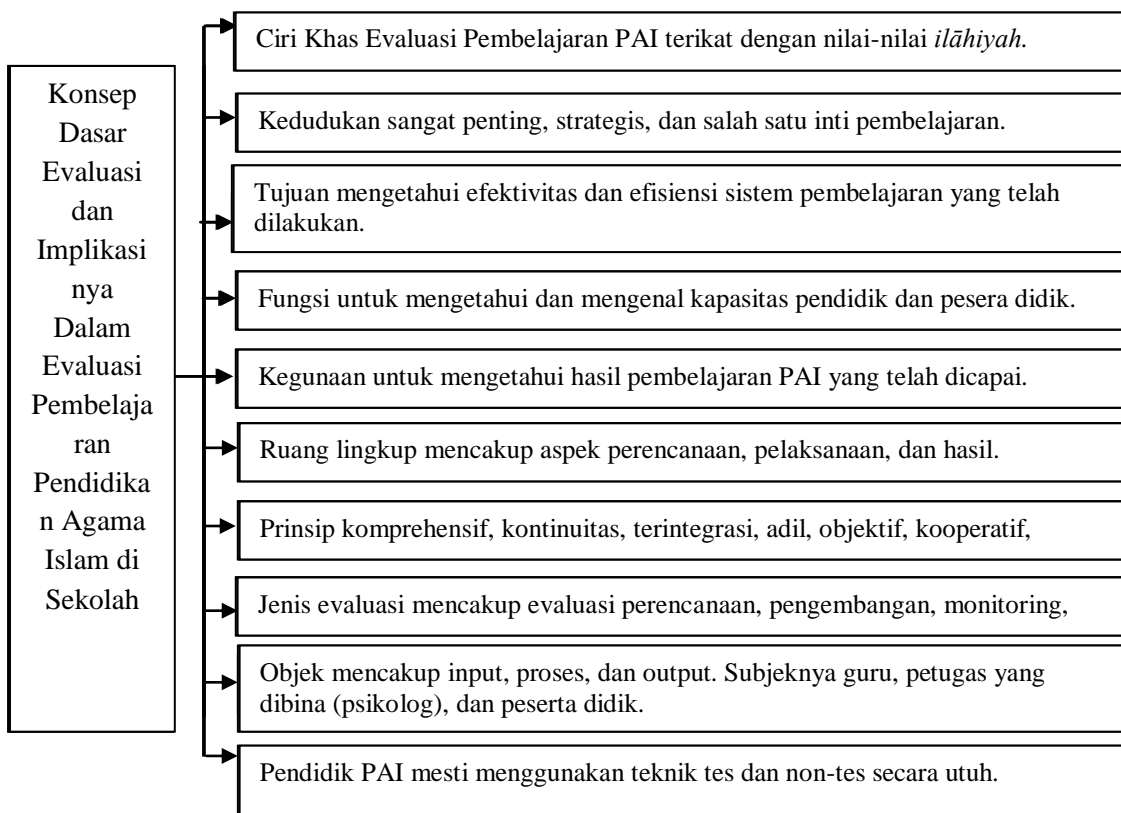 Konsep
Dasar
Evaluasi
dan
Implikasi
nya
Dalam
Evaluasi
Pembelaja
ran
Pendidika
n Agama
Islam di
Sekolah
Ciri Khas Evaluasi Pembelajaran PAI terikat dengan nilai-nilai ilāhiyah.
Kedudukan sangat penting, strategis, dan salah satu inti pembelajaran.
Tujuan mengetahui efektivitas dan efisiensi sistem pembelajaran yang telah
dilakukan.
Fungsi untuk mengetahui dan mengenal kapasitas pendidik dan pesera didik.
Kegunaan untuk mengetahui hasil pembelajaran PAI yang telah dicapai.
Ruang lingkup mencakup aspek perencanaan, pelaksanaan, dan hasil.
Prinsip komprehensif, kontinuitas, terintegrasi, adil, objektif, kooperatif,
Jenis evaluasi mencakup evaluasi perencanaan, pengembangan, monitoring,
Objek mencakup input, proses, dan output. Subjeknya guru, petugas yang
dibina (psikolog), dan peserta didik.
Pendidik PAI mesti menggunakan teknik tes dan non-tes secara utuh.